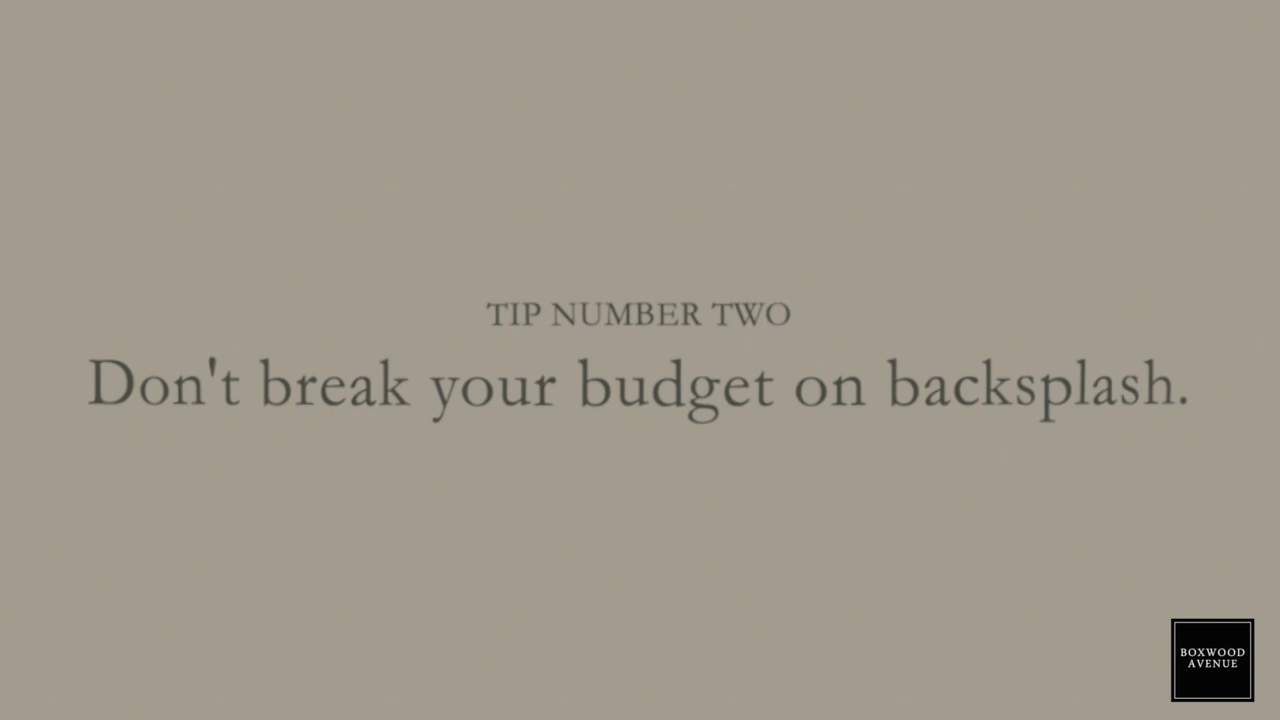 TIP NUMBER TWO
Don't break your budget on backsplash.
BOXWOOD
AVENUE